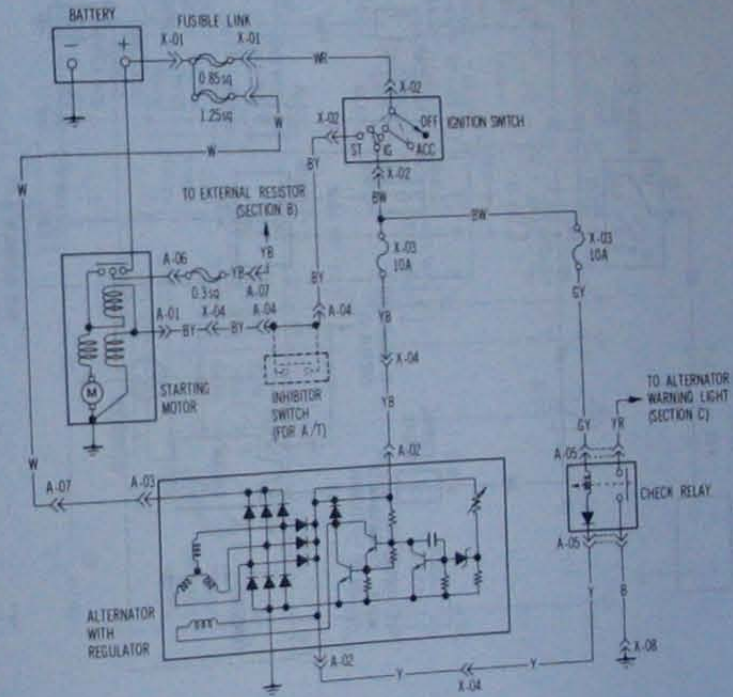 BATTERY
FUSIBLE LINK
−
+
X-01
X-01
0.85sq
1.25sq
WR
W
X-02
X-02
OFF
IGNITION SWITCH
ST
IG
ACC
X-02
W
BY
BW
BW
TO EXTERNAL RESISTOR
(SECTION B)
W
X-03
10A
X-03
10A
A-06
YB
YB
A-07
0.3sq
BY
GY
A-01
X-04
A-04
A-04
BY
BY
YB
X-04
M
STARTING
MOTOR
INHIBITOR
SWITCH
(FOR A/T)
YB
TO ALTERNATOR
WARNING LIGHT
(SECTION C)
GY
YR
W
A-02
A-05
A-07
A-03
CHECK RELAY
A-05
ALTERNATOR
WITH
REGULATOR
Y
B
A-02
X-08
Y
Y
X-04